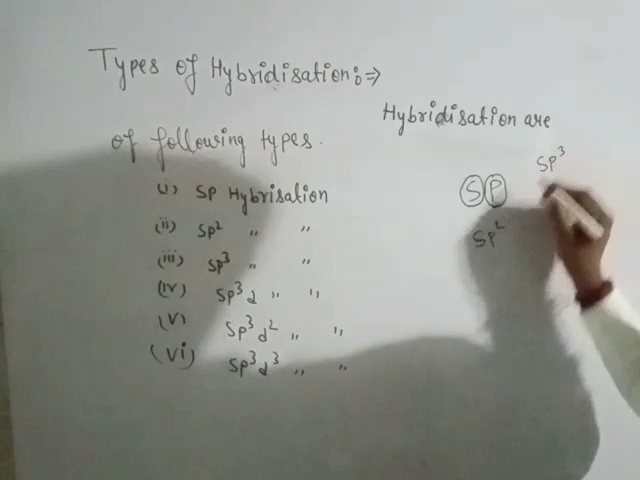 Types of Hybridisation:⇒
Hybridisation are
of following types.
(i) SP Hybrisation
(ii) SP² " "
(iii) SP³ " "
(iv) SP³d " "
(v) SP³d² " "
(vi) SP³d³ " "
SP³
SP
SP²